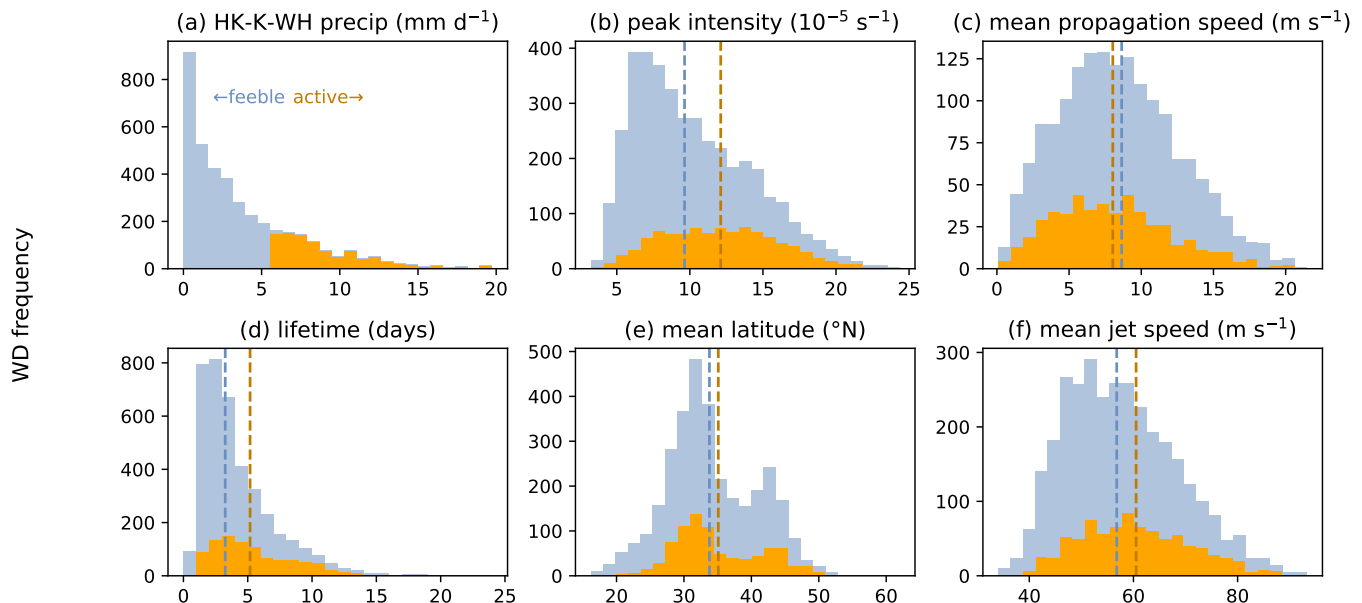 (a) HK-K-WH precip (mm d⁻¹)
(b) peak intensity (10⁻⁵ s⁻¹)
(c) mean propagation speed (m s⁻¹)
←feeble active→
0 200 400 600 800
0 5 10 15 20
0 100 200 300 400
5 10 15 20 25
0 25 50 75 100 125
0 5 10 15 20
WD frequency
(d) lifetime (days)
(e) mean latitude (°N)
(f) mean jet speed (m s⁻¹)
0 200 400 600 800
0 5 10 15 20 25
0 100 200 300 400 500
20 30 40 50 60
0 100 200 300
40 60 80